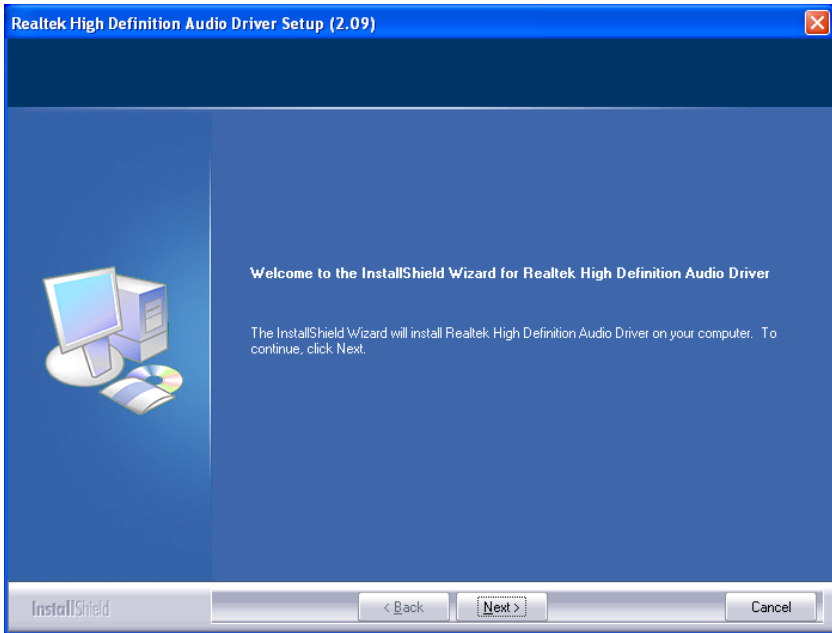 Realtek High Definition Audio Driver Setup (2.09)
Welcome to the InstallShield Wizard for Realtek High Definition Audio Driver
The InstallShield Wizard will install Realtek High Definition Audio Driver on your computer. To
continue, click Next.
InstallShield
< Back
Next >
Cancel